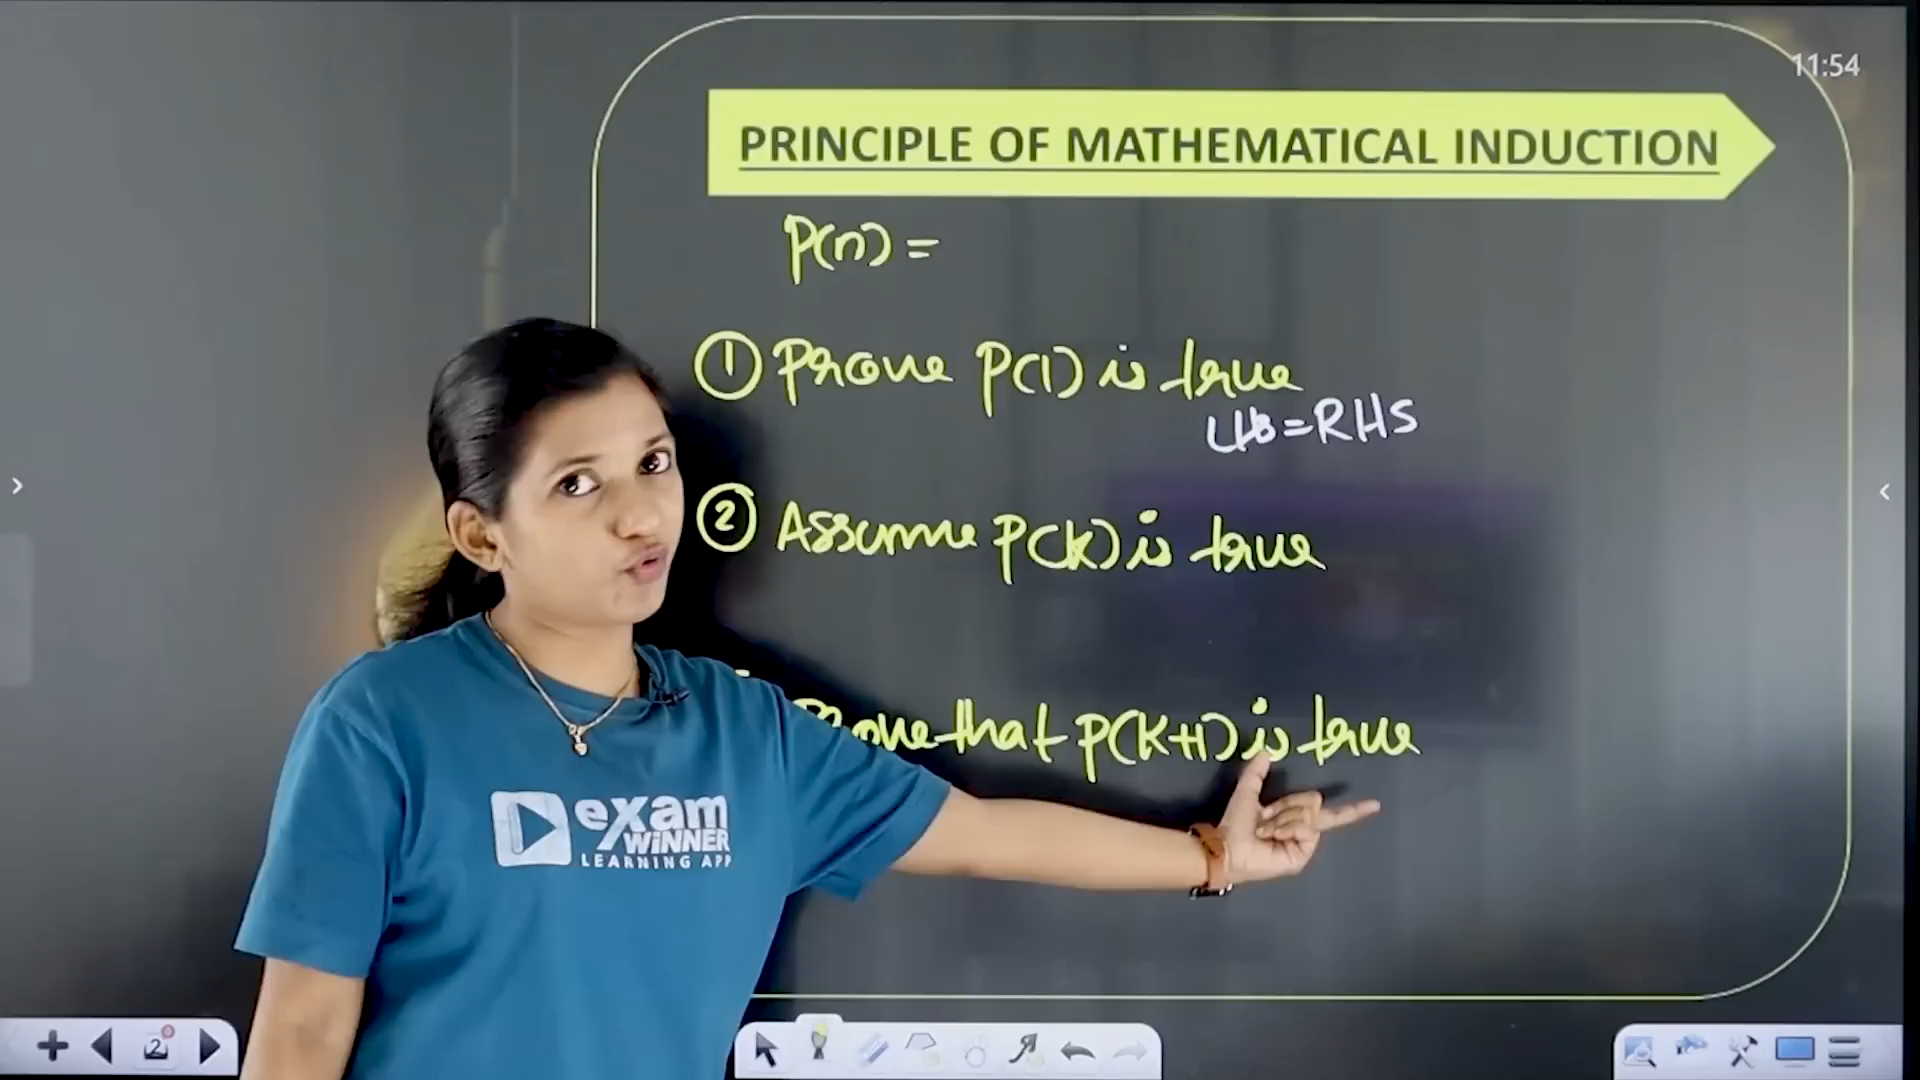 11:54
PRINCIPLE OF MATHEMATICAL INDUCTION
P(n) =
① Prove P(1) is true
LHS = RHS
② Assume P(k) is true
Prove that P(k+1) is true
exam
WiNNER
LEARNING APP
2